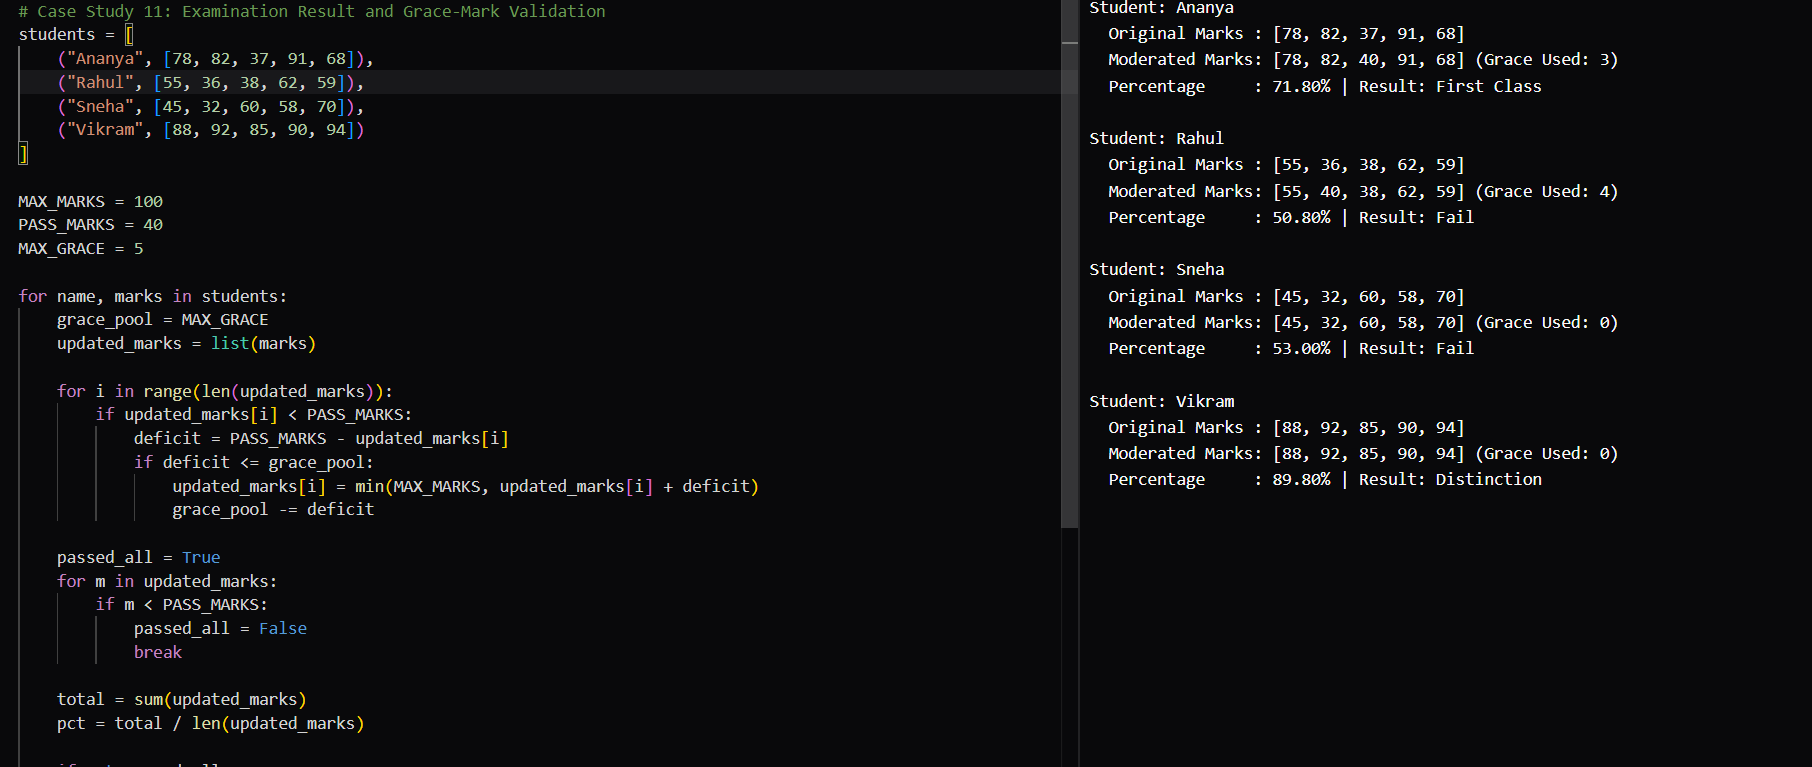 # Case Study 11: Examination Result and Grace-Mark Validation
students = [
    ("Ananya", [78, 82, 37, 91, 68]),
    ("Rahul", [55, 36, 38, 62, 59]),
    ("Sneha", [45, 32, 60, 58, 70]),
    ("Vikram", [88, 92, 85, 90, 94])
]
MAX_MARKS = 100
PASS_MARKS = 40
MAX_GRACE = 5
for name, marks in students:
    grace_pool = MAX_GRACE
    updated_marks = list(marks)
    for i in range(len(updated_marks)):
        if updated_marks[i] < PASS_MARKS:
            deficit = PASS_MARKS - updated_marks[i]
            if deficit <= grace_pool:
                updated_marks[i] = min(MAX_MARKS, updated_marks[i] + deficit)
                grace_pool -= deficit
    passed_all = True
    for m in updated_marks:
        if m < PASS_MARKS:
            passed_all = False
            break
    total = sum(updated_marks)
    pct = total / len(updated_marks)
Student: Ananya
  Original Marks : [78, 82, 37, 91, 68]
  Moderated Marks: [78, 82, 40, 91, 68] (Grace Used: 3)
  Percentage     : 71.80% | Result: First Class
Student: Rahul
  Original Marks : [55, 36, 38, 62, 59]
  Moderated Marks: [55, 40, 38, 62, 59] (Grace Used: 4)
  Percentage     : 50.80% | Result: Fail
Student: Sneha
  Original Marks : [45, 32, 60, 58, 70]
  Moderated Marks: [45, 32, 60, 58, 70] (Grace Used: 0)
  Percentage     : 53.00% | Result: Fail
Student: Vikram
  Original Marks : [88, 92, 85, 90, 94]
  Moderated Marks: [88, 92, 85, 90, 94] (Grace Used: 0)
  Percentage     : 89.80% | Result: Distinction